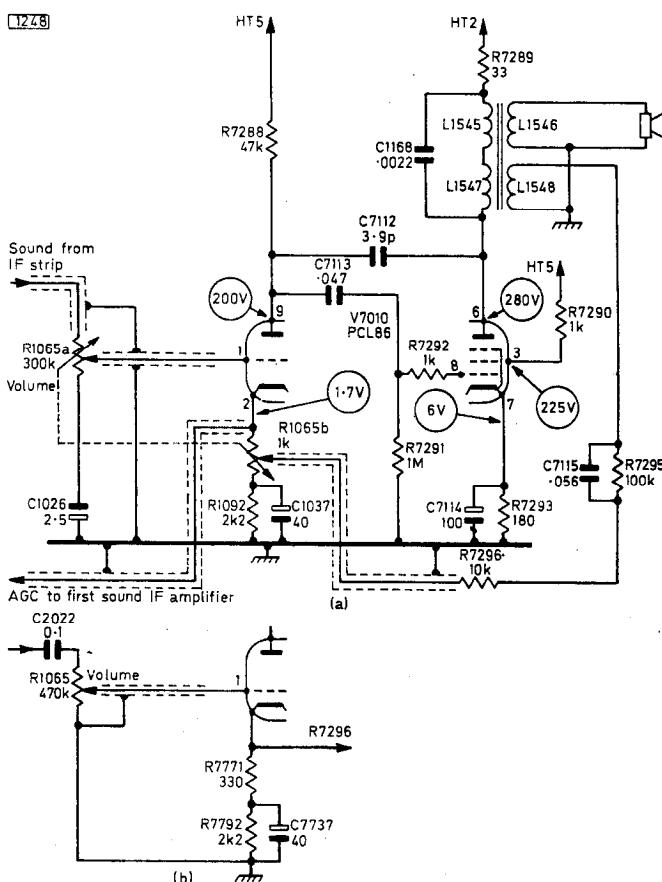 1248
HT5
HT2
R7289
33
R7288
47k
L1545
L1546
C1168
.0022
L1547
L1548
C7112
3·9p
Sound from
IF strip
C7113
.047
HT5
200V
9
V7010
PCL86
6
280V
R7290
1k
R1065a
300k
1
R7292
1k
8
3
Volume
2
1·7V
6V
7
225V
R1065b
1k
R7291
1M
C7115
.056
R7295
100k
C1026
2·5
R1092
2k2
C1037
40
C7114
100
R7293
180
R7296
10k
AGC to first sound IF amplifier
(a)
C2022
0·1
R1065
470k
Volume
1
R7296
R7771
330
R7792
2k2
C7737
40
(b)